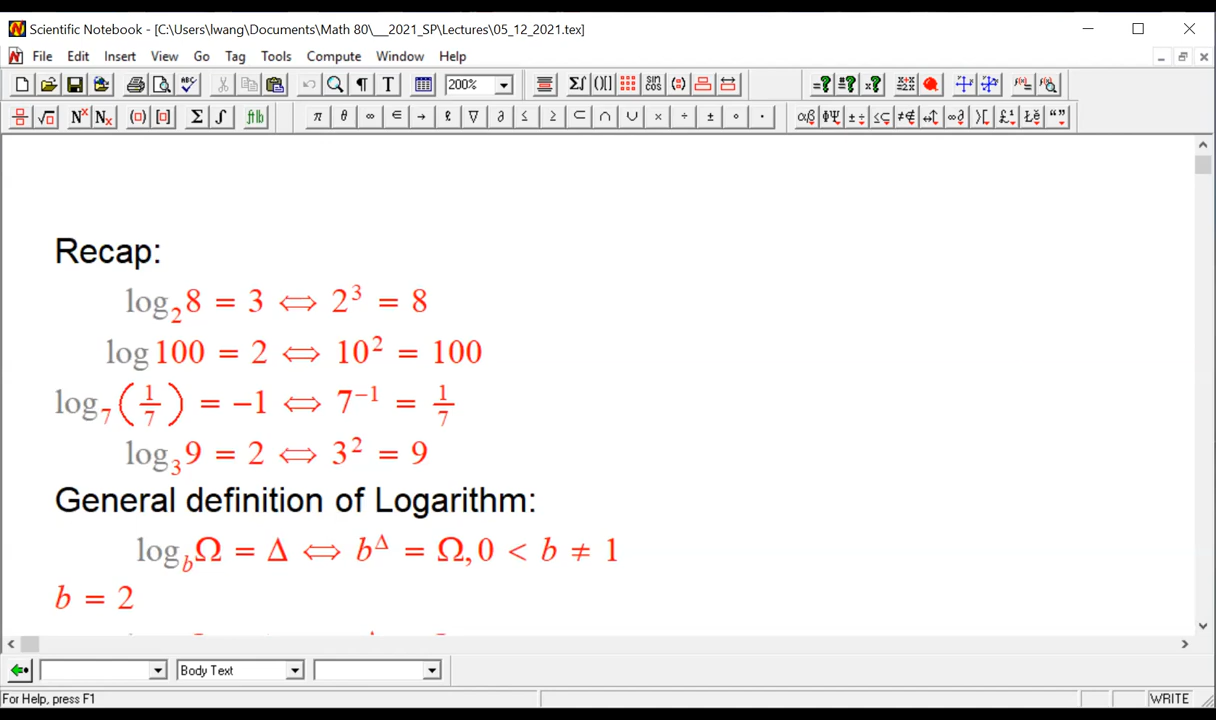 Scientific Notebook - [C:\Users\lwang\Documents\Math 80\__2021_SP\Lectures\05_12_2021.tex]
File Edit Insert View Go Tag Tools Compute Window Help
200%
Recap:
log₂8 = 3 ⟺ 2³ = 8
log 100 = 2 ⟺ 10² = 100
log₇(1/7) = −1 ⟺ 7⁻¹ = 1/7
log₃9 = 2 ⟺ 3² = 9
General definition of Logarithm:
log_bΩ = Δ ⟺ b^Δ = Ω, 0 < b ≠ 1
b = 2
Body Text
For Help, press F1 WRITE